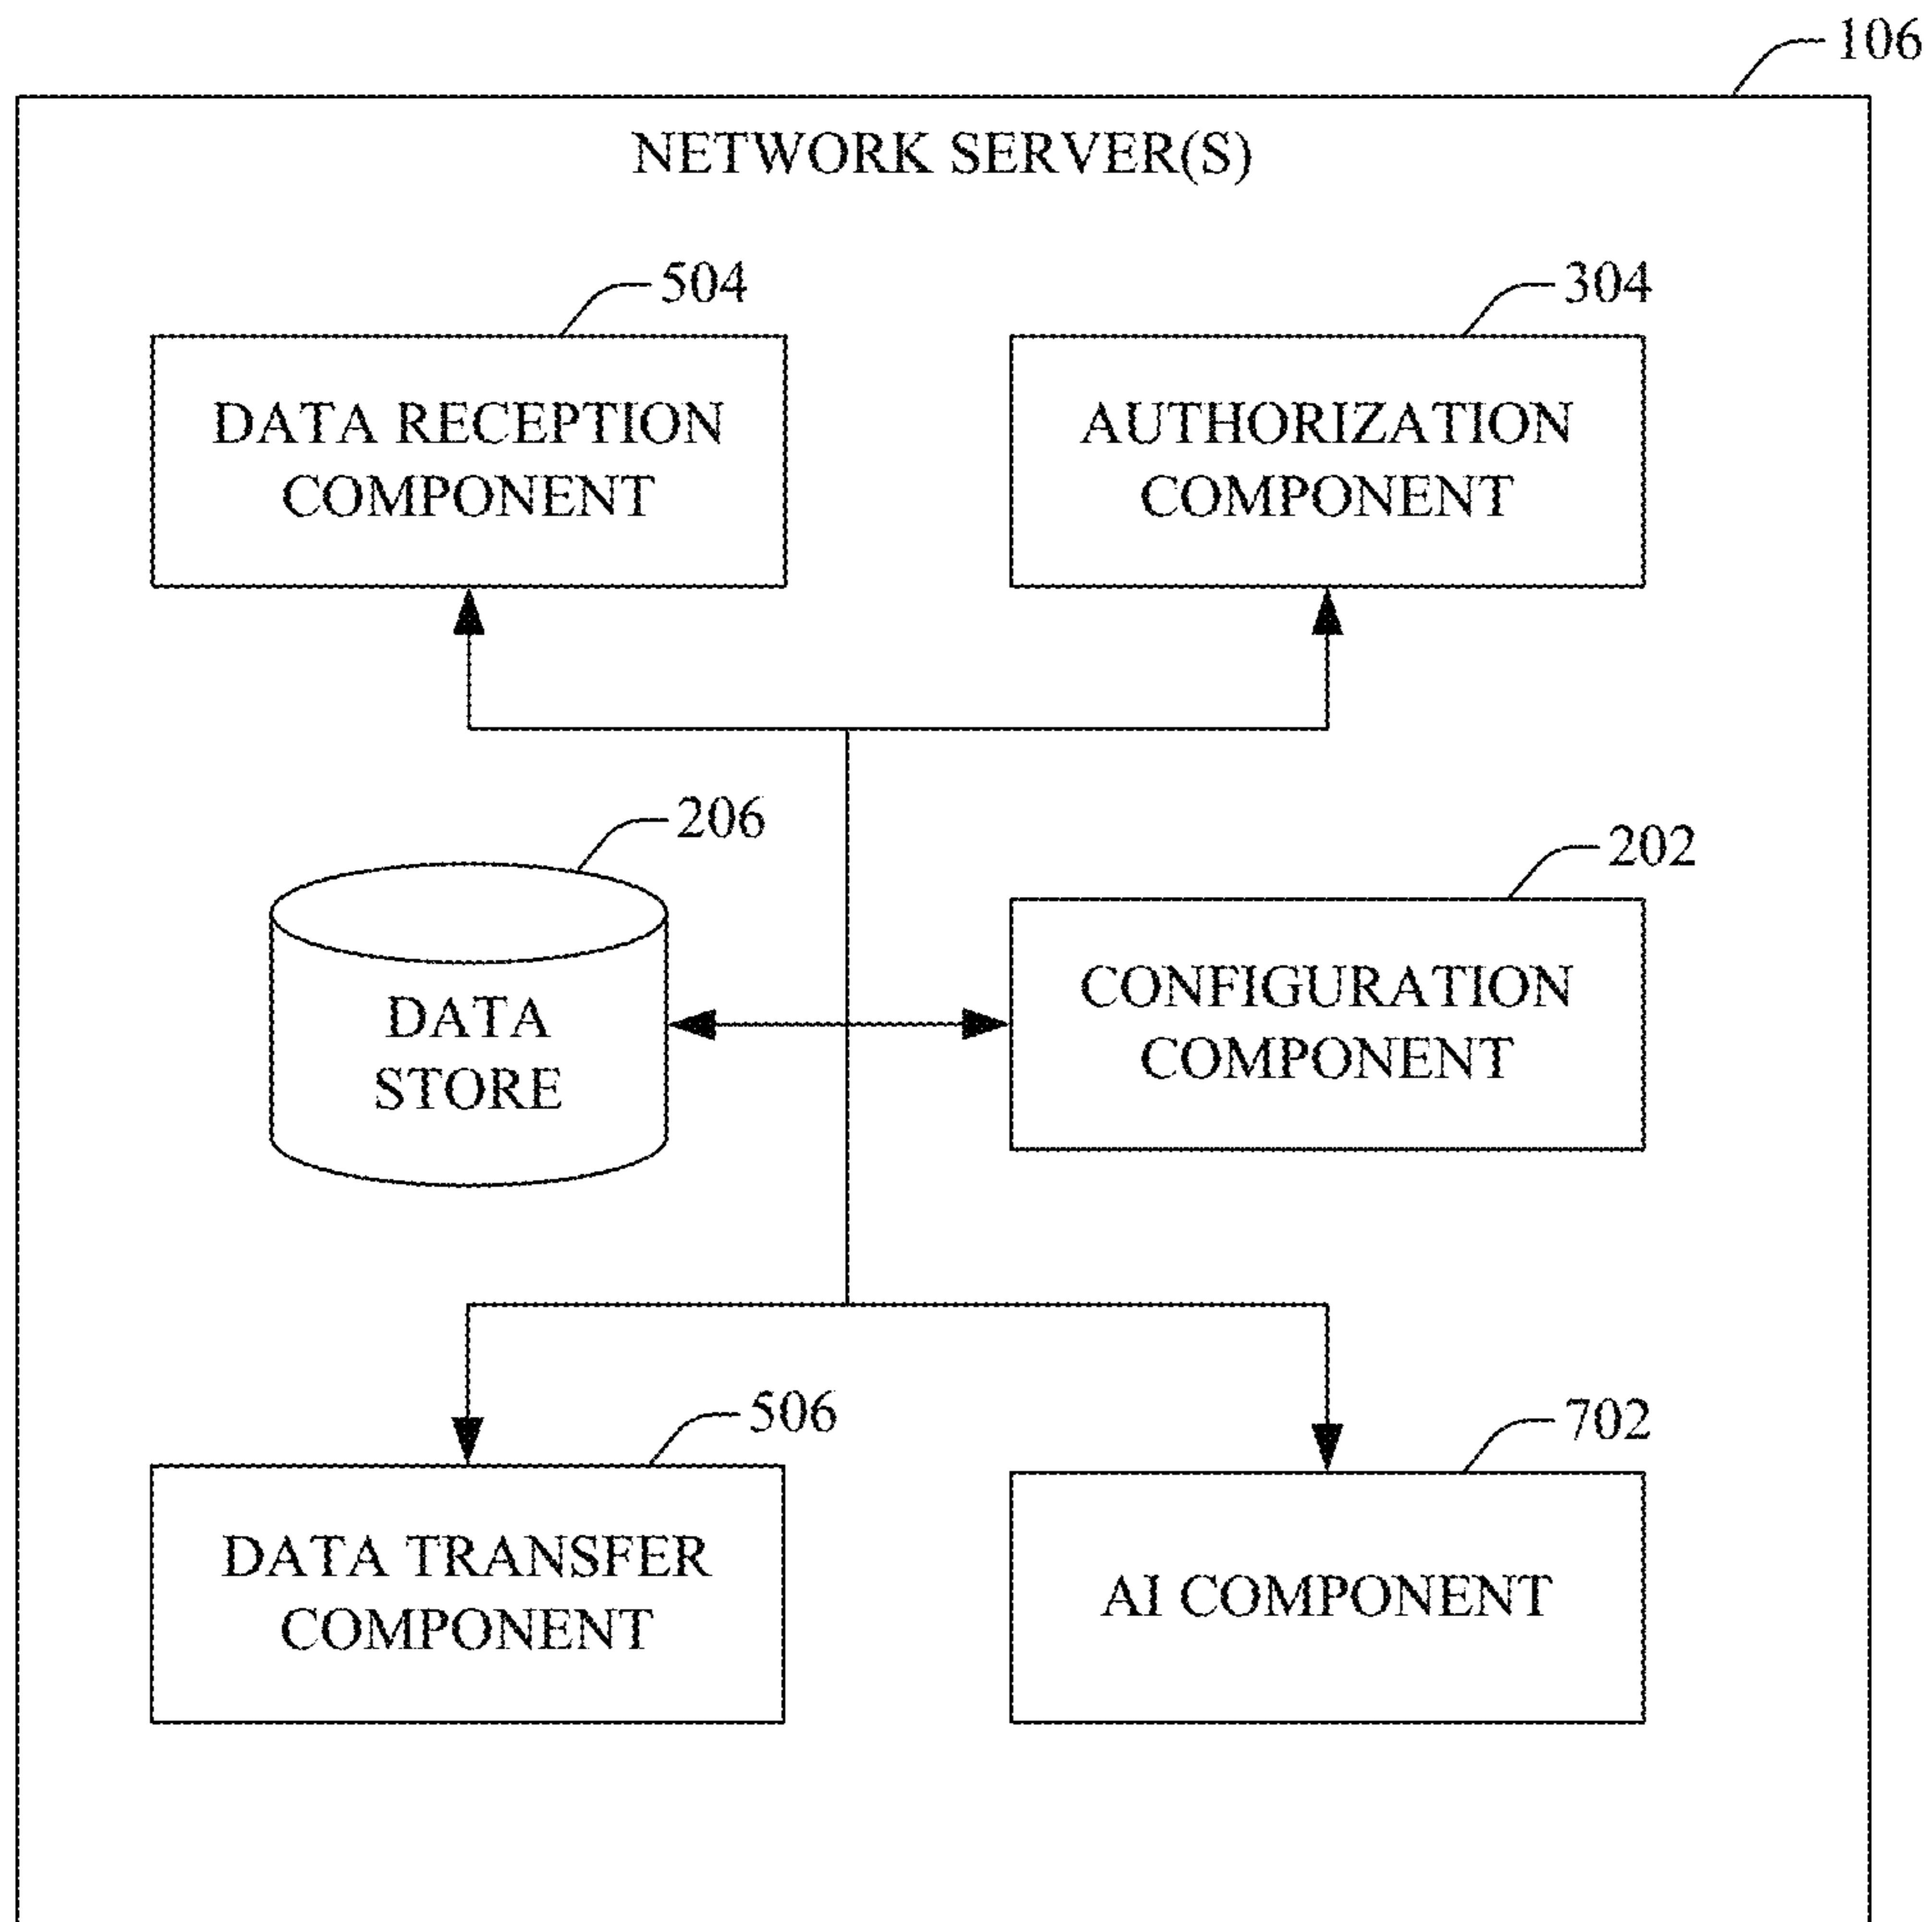 106
NETWORK SERVER(S)
504
304
DATA RECEPTION
COMPONENT
AUTHORIZATION
COMPONENT
206
202
DATA
STORE
CONFIGURATION
COMPONENT
506
702
DATA TRANSFER
COMPONENT
AI COMPONENT